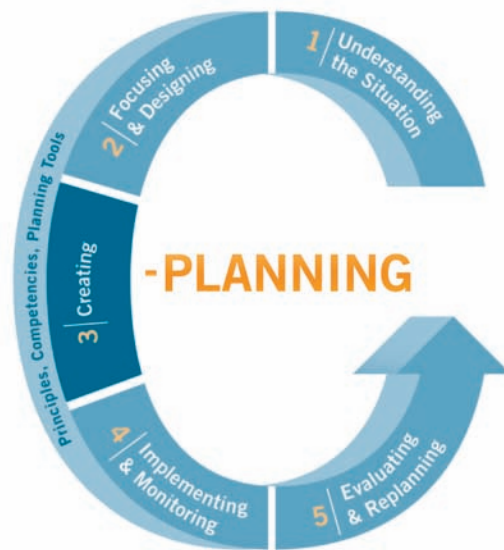 1 Understanding
the Situation
2 Focusing
& Designing
3 Creating
4 Implementing
& Monitoring
5 Evaluating
& Replanning
Principles, Competencies, Planning Tools
-PLANNING